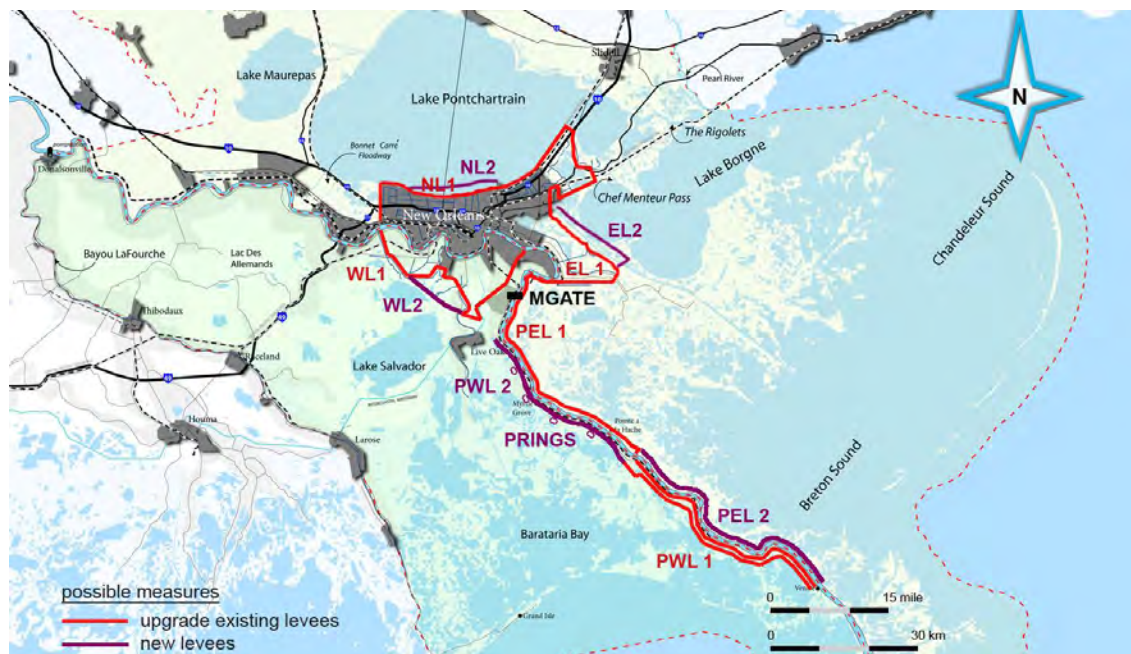 Lake Maurepas
Slidell
Lake Pontchartrain
Pearl River
N
The Rigolets
Bonnet Carré
Floodway
Donalsonville
NL2
NL1
Lake Borgne
Chef Menteur Pass
New Orleans
Chandeleur Sound
EL2
Bayou LaFourche
Lac Des
Allemands
WL1
EL 1
WL2
MGATE
Thibodaux
PEL 1
Raceland
Live Oak
Lake Salvador
PWL 2
Myrtle
Grove
Houma
Larose
PRINGS
Pointe a
la Hache
Breton Sound
PEL 2
Barataria Bay
PWL 1
possible measures
upgrade existing levees
new levees
Grand Isle
0 15 mile
0 30 km